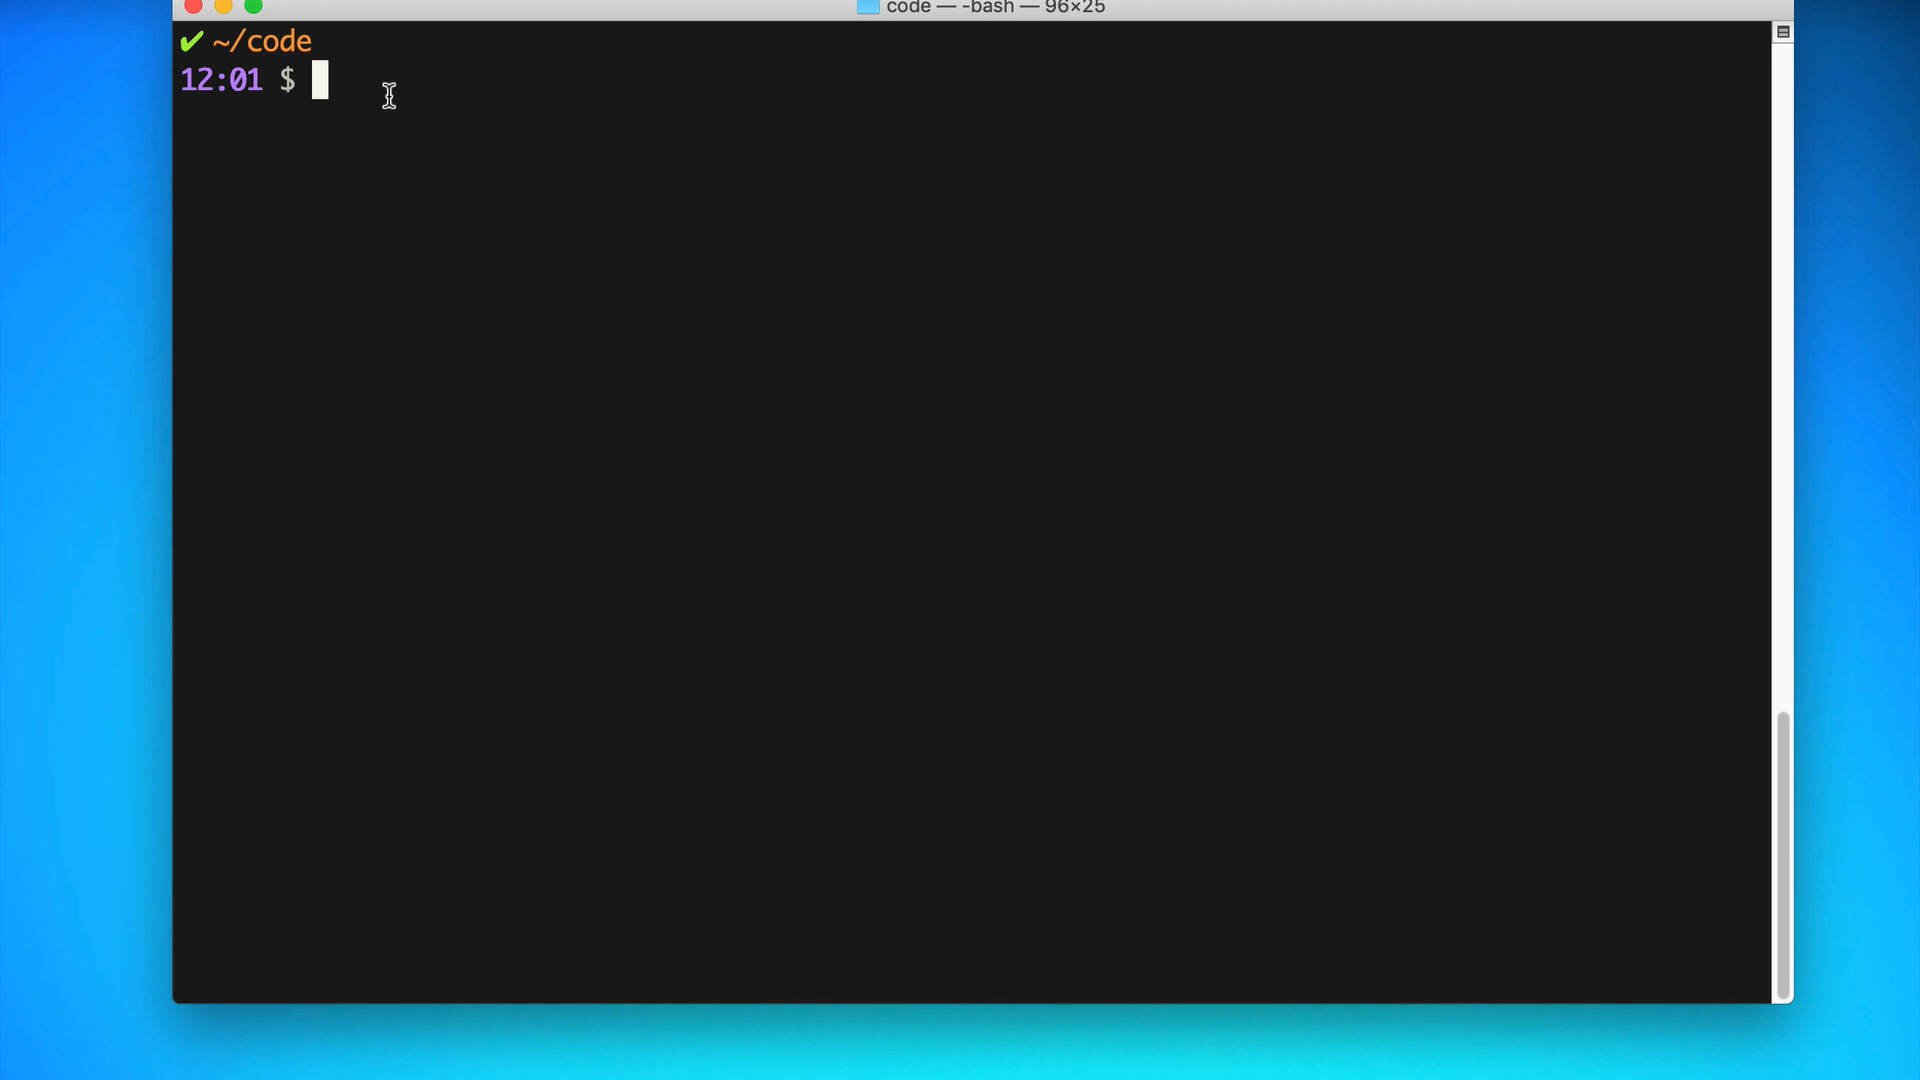 code — -bash — 96×25
✔ ~/code
12:01 $